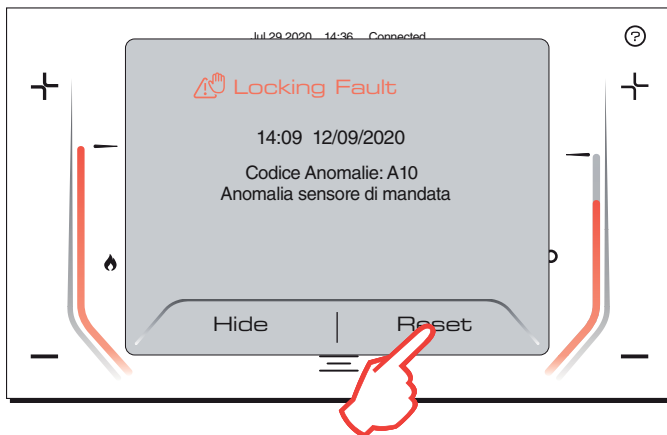 Jul 29 2020 14:36 Connected
?
Locking Fault
14:09 12/09/2020
Codice Anomalie: A10
Anomalia sensore di mandata
Hide
Reset